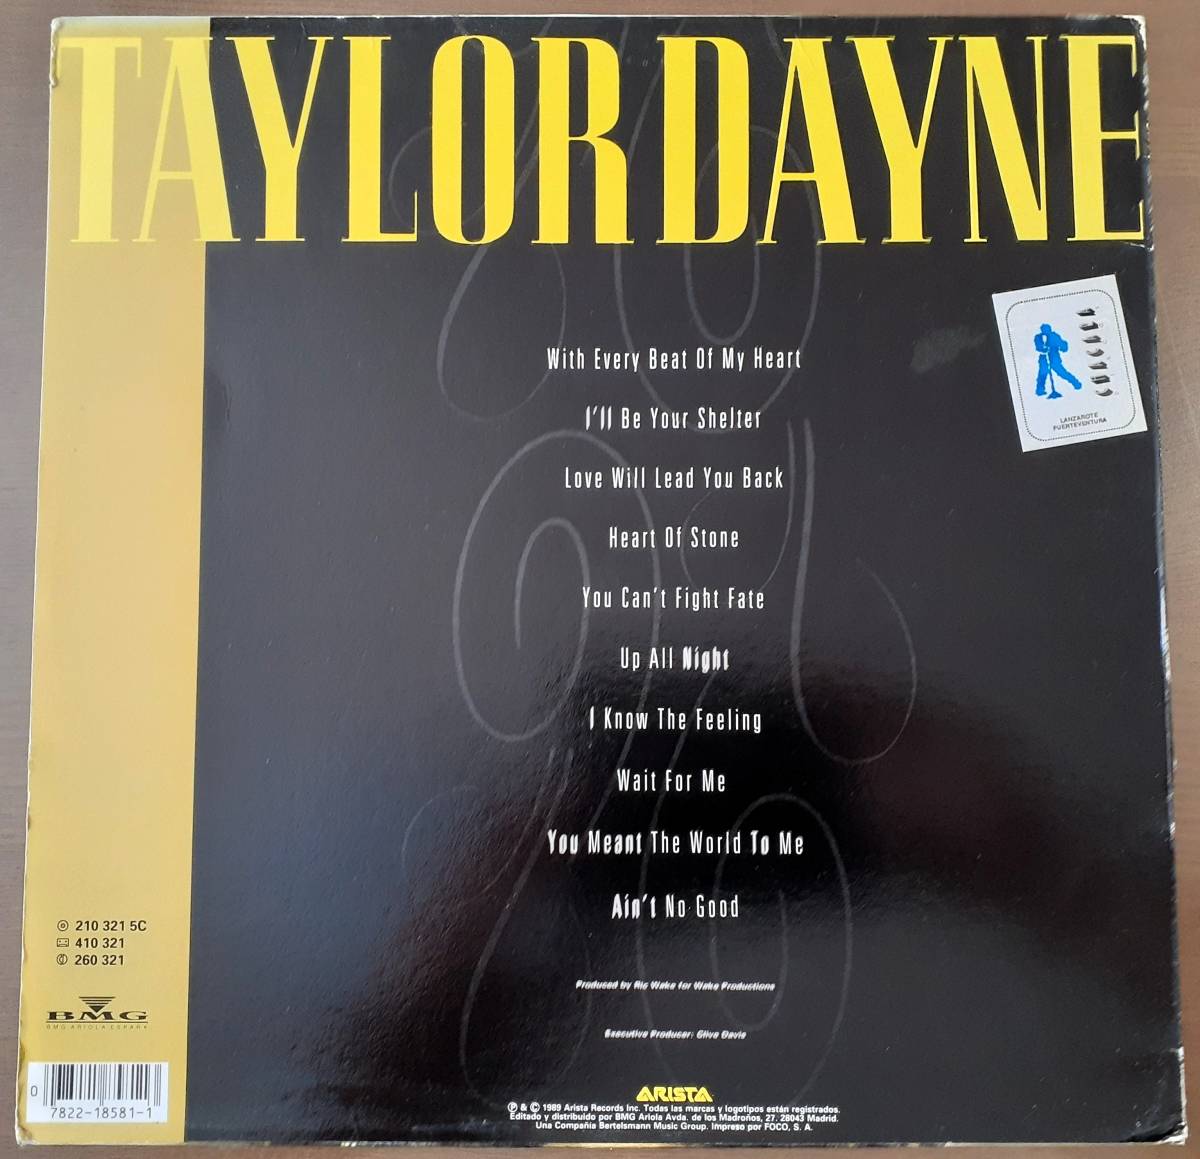 TAYLOR DAYNE
With Every Beat Of My Heart
I'll Be Your Shelter
Love Will Lead You Back
Heart Of Stone
You Can't Fight Fate
Up All Night
I Know The Feeling
Wait For Me
You Meant The World To Me
Ain't No Good
Produced by Ric Wake for Wake Productions
Executive Producer: Clive Davis
ARISTA
℗ & © 1989 Arista Records Inc. Todas las marcas y logotipos están registrados.
Editado y distribuido por BMG Ariola Avda. de los Madroños, 27. 28043 Madrid.
Una Compañia Bertelsmann Music Group. Impreso por FOCO, S. A.
LANZAROTE
FUERTEVENTURA
210 321 5C
410 321
260 321
BMG
BMG ARIOLA ESPAÑA
0 7822-18581-1